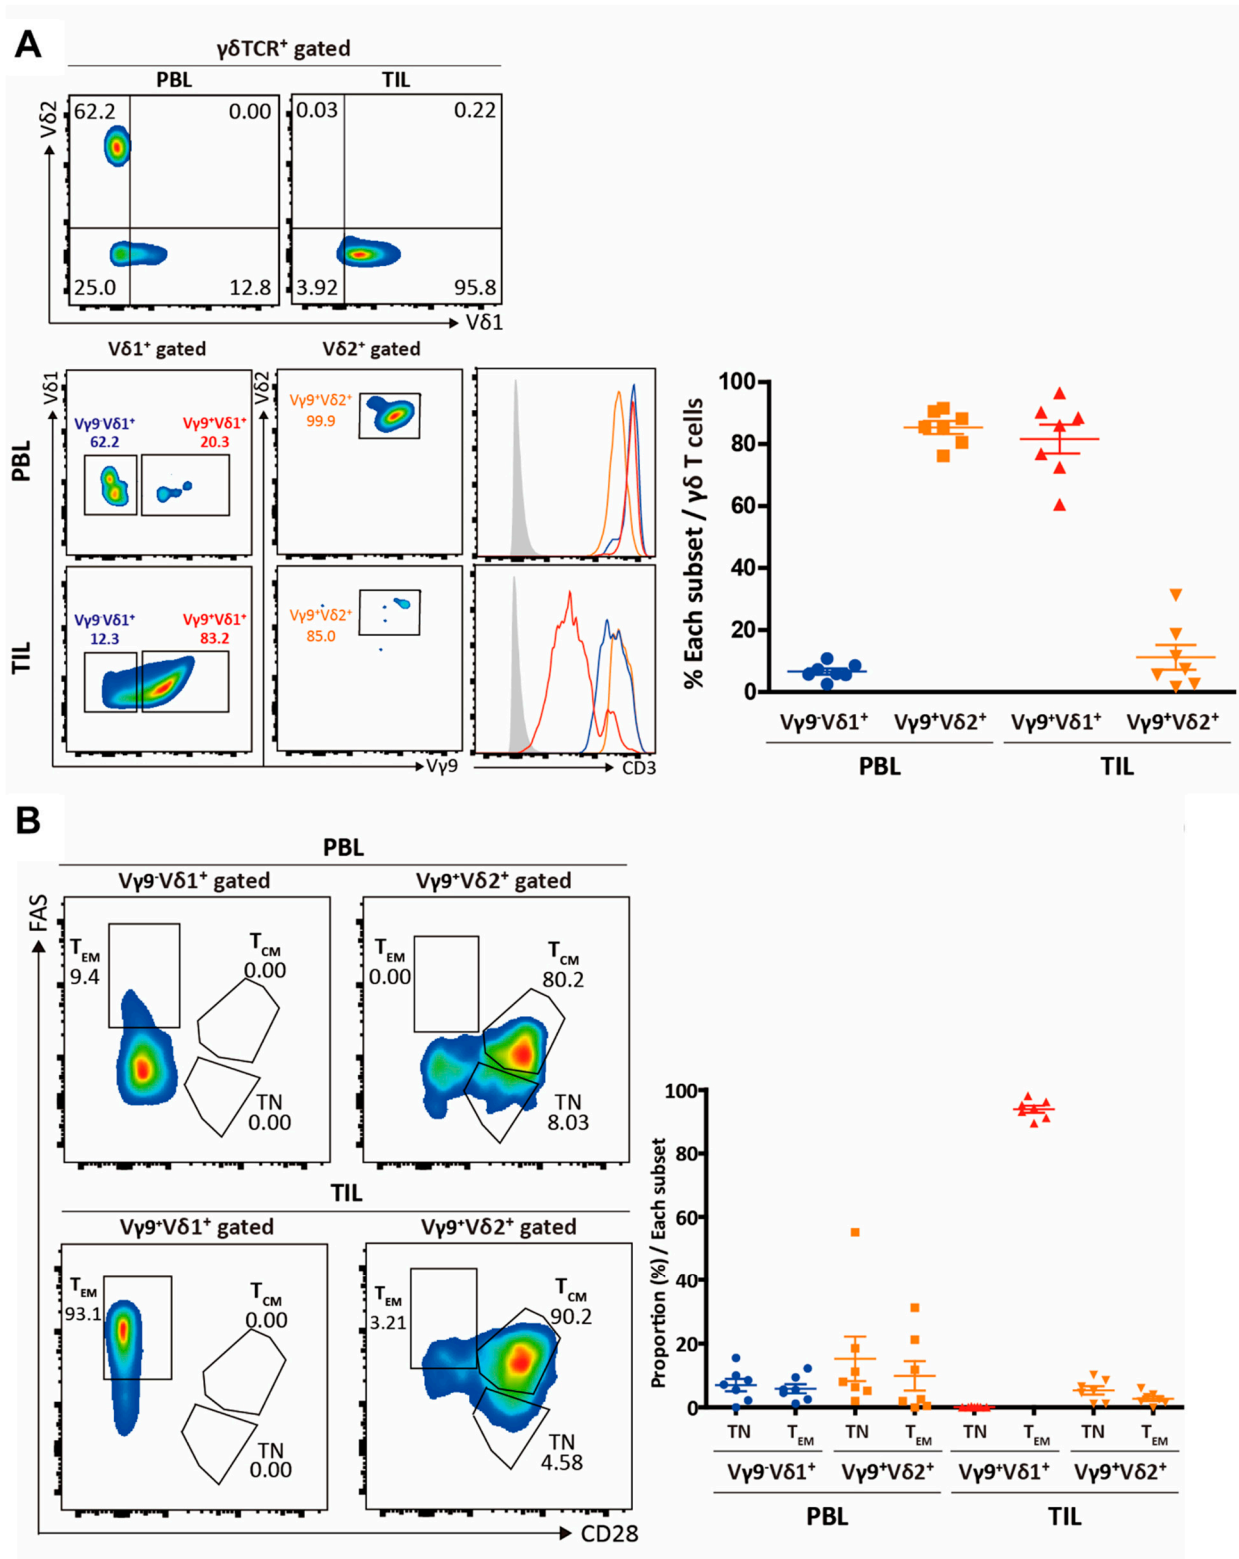 A
γδTCR⁺ gated
PBL
TIL
Vδ2
62.2
0.00
0.03
0.22
25.0
12.8
3.92
95.8
Vδ1
Vδ1⁺ gated
Vδ2⁺ gated
Vδ1
Vδ2
PBL
Vγ9⁻Vδ1⁺
62.2
Vγ9⁺Vδ1⁺
20.3
Vγ9⁺Vδ2⁺
99.9
TIL
Vγ9⁻Vδ1⁺
12.3
Vγ9⁺Vδ1⁺
83.2
Vγ9⁺Vδ2⁺
85.0
Vγ9
CD3
% Each subset / γδ T cells
100
80
60
40
20
0
Vγ9⁻Vδ1⁺
Vγ9⁺Vδ2⁺
Vγ9⁺Vδ1⁺
Vγ9⁺Vδ2⁺
PBL
TIL
B
PBL
Vγ9⁻Vδ1⁺ gated
Vγ9⁺Vδ2⁺ gated
FAS
TEM
9.4
TCM
0.00
TN
0.00
TEM
0.00
TCM
80.2
TN
8.03
TIL
Vγ9⁺Vδ1⁺ gated
Vγ9⁺Vδ2⁺ gated
TEM
93.1
TCM
0.00
TN
0.00
TEM
3.21
TCM
90.2
TN
4.58
CD28
Proportion (%) / Each subset
100
80
60
40
20
0
TN
TEM
TN
TEM
TN
TEM
TN
TEM
Vγ9⁻Vδ1⁺
Vγ9⁺Vδ2⁺
Vγ9⁺Vδ1⁺
Vγ9⁺Vδ2⁺
PBL
TIL